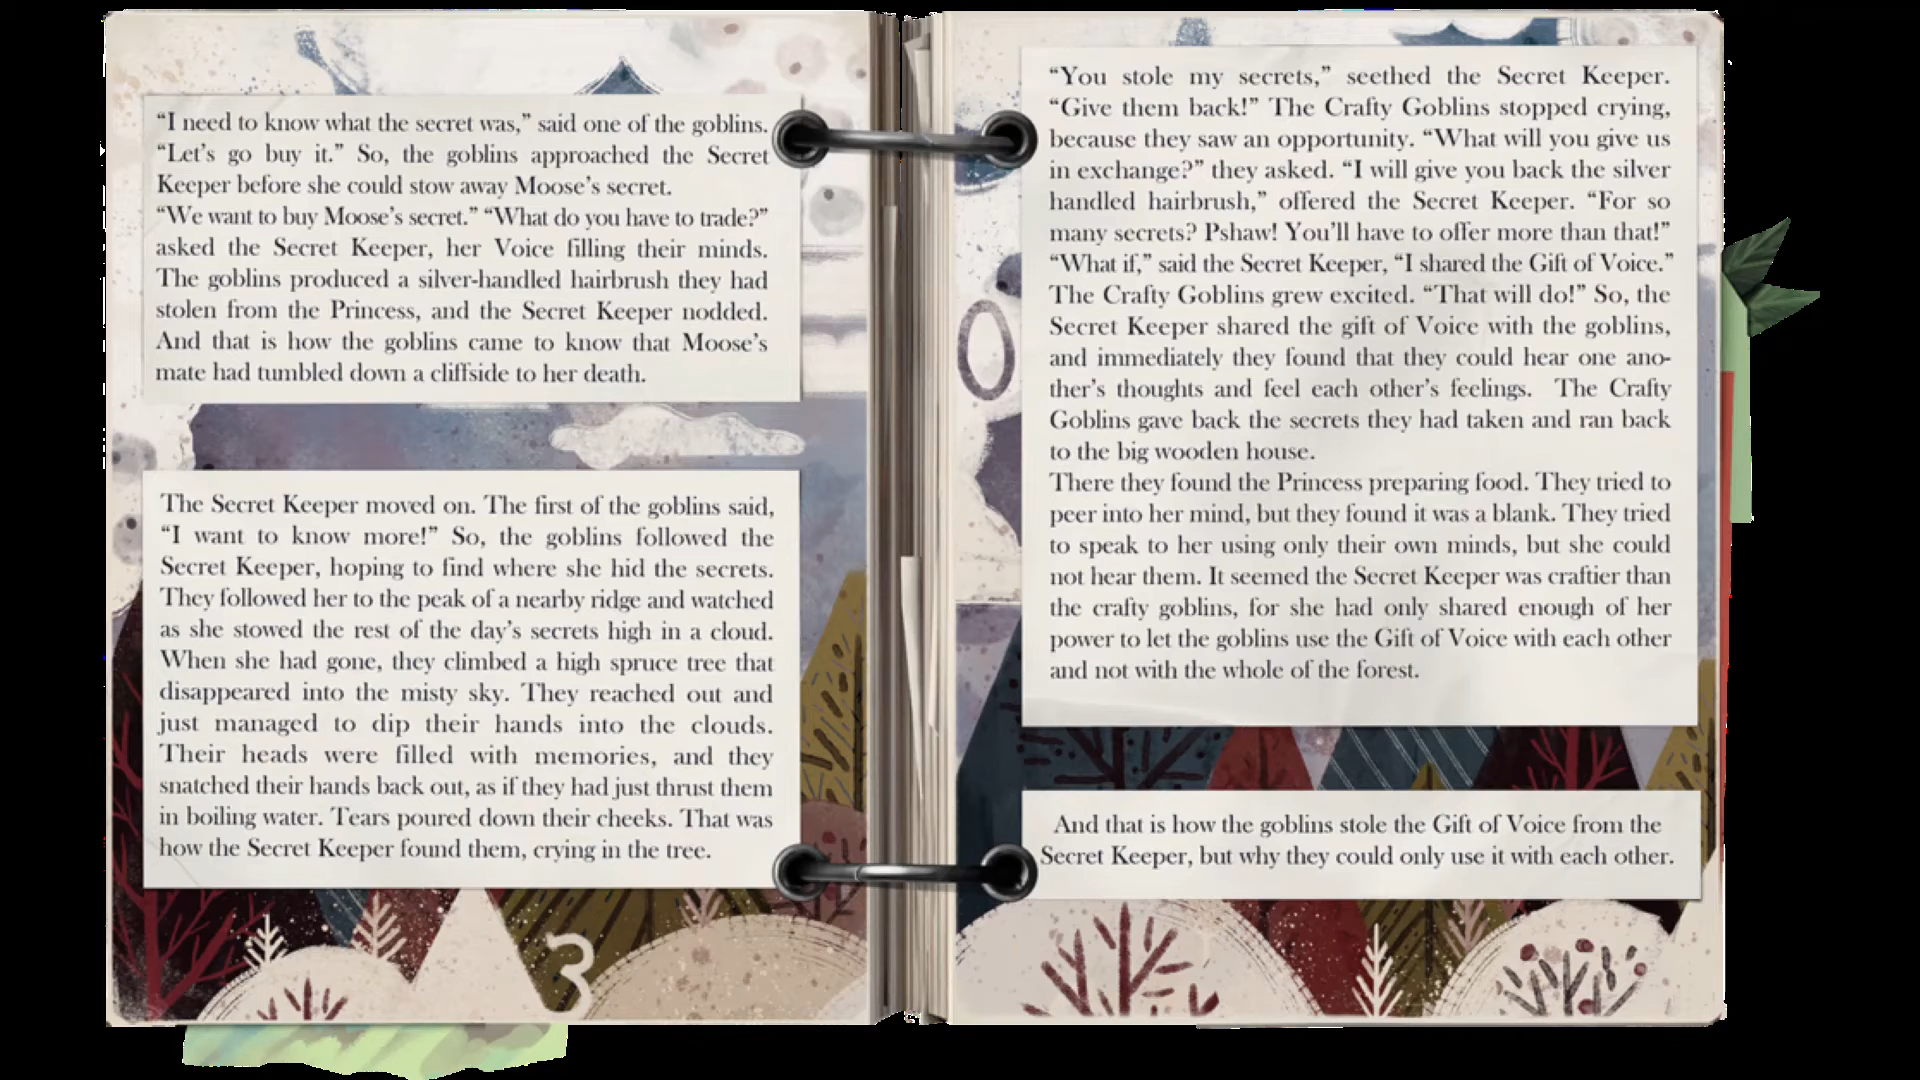 “I need to know what the secret was,” said one of the goblins.
“Let’s go buy it.” So, the goblins approached the Secret
Keeper before she could stow away Moose’s secret.
“We want to buy Moose’s secret.” “What do you have to trade?”
asked the Secret Keeper, her Voice filling their minds.
The goblins produced a silver-handled hairbrush they had
stolen from the Princess, and the Secret Keeper nodded.
And that is how the goblins came to know that Moose’s
mate had tumbled down a cliffside to her death.
The Secret Keeper moved on. The first of the goblins said,
“I want to know more!” So, the goblins followed the
Secret Keeper, hoping to find where she hid the secrets.
They followed her to the peak of a nearby ridge and watched
as she stowed the rest of the day’s secrets high in a cloud.
When she had gone, they climbed a high spruce tree that
disappeared into the misty sky. They reached out and
just managed to dip their hands into the clouds.
Their heads were filled with memories, and they
snatched their hands back out, as if they had just thrust them
in boiling water. Tears poured down their cheeks. That was
how the Secret Keeper found them, crying in the tree.
3
“You stole my secrets,” seethed the Secret Keeper.
“Give them back!” The Crafty Goblins stopped crying,
because they saw an opportunity. “What will you give us
in exchange?” they asked. “I will give you back the silver
handled hairbrush,” offered the Secret Keeper. “For so
many secrets? Pshaw! You’ll have to offer more than that!”
“What if,” said the Secret Keeper, “I shared the Gift of Voice.”
The Crafty Goblins grew excited. “That will do!” So, the
Secret Keeper shared the gift of Voice with the goblins,
and immediately they found that they could hear one ano-
ther’s thoughts and feel each other’s feelings. The Crafty
Goblins gave back the secrets they had taken and ran back
to the big wooden house.
There they found the Princess preparing food. They tried to
peer into her mind, but they found it was a blank. They tried
to speak to her using only their own minds, but she could
not hear them. It seemed the Secret Keeper was craftier than
the crafty goblins, for she had only shared enough of her
power to let the goblins use the Gift of Voice with each other
and not with the whole of the forest.
And that is how the goblins stole the Gift of Voice from the
Secret Keeper, but why they could only use it with each other.
0